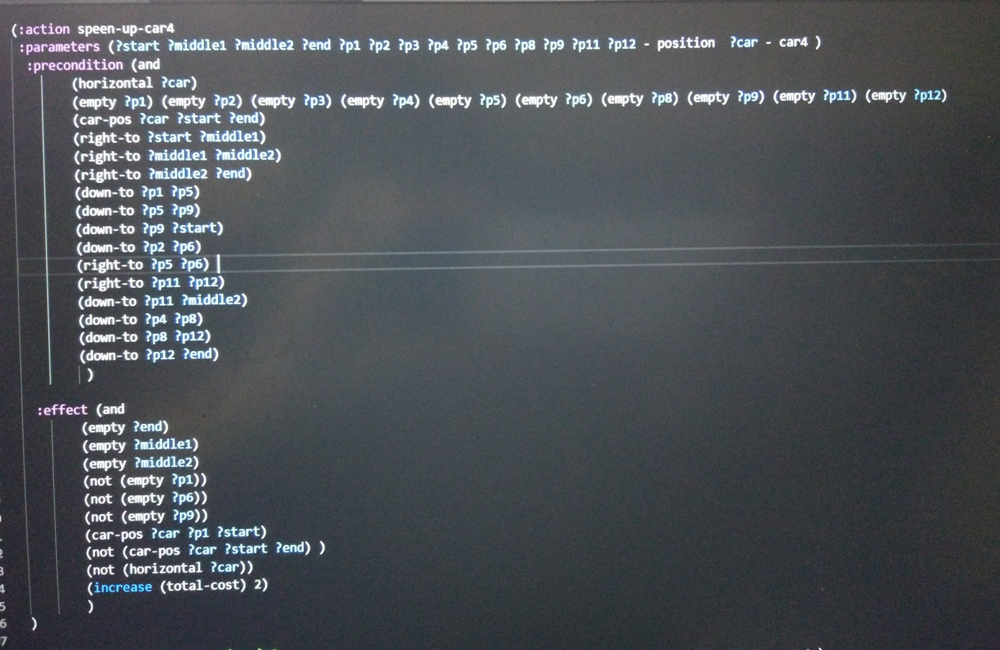 (:action speen-up-car4
:parameters (?start ?middle1 ?middle2 ?end ?p1 ?p2 ?p3 ?p4 ?p5 ?p6 ?p8 ?p9 ?p11 ?p12 - position ?car - car4 )
:precondition (and
(horizontal ?car)
(empty ?p1) (empty ?p2) (empty ?p3) (empty ?p4) (empty ?p5) (empty ?p6) (empty ?p8) (empty ?p9) (empty ?p11) (empty ?p12)
(car-pos ?car ?start ?end)
(right-to ?start ?middle1)
(right-to ?middle1 ?middle2)
(right-to ?middle2 ?end)
(down-to ?p1 ?p5)
(down-to ?p5 ?p9)
(down-to ?p9 ?start)
(down-to ?p2 ?p6)
(right-to ?p5 ?p6)
(right-to ?p11 ?p12)
(down-to ?p11 ?middle2)
(down-to ?p4 ?p8)
(down-to ?p8 ?p12)
(down-to ?p12 ?end)
)
:effect (and
(empty ?end)
(empty ?middle1)
(empty ?middle2)
(not (empty ?p1))
(not (empty ?p6))
(not (empty ?p9))
(car-pos ?car ?p1 ?start)
2 (not (car-pos ?car ?start ?end) )
3 (not (horizontal ?car))
4 (increase (total-cost) 2)
5 )
6 )
7